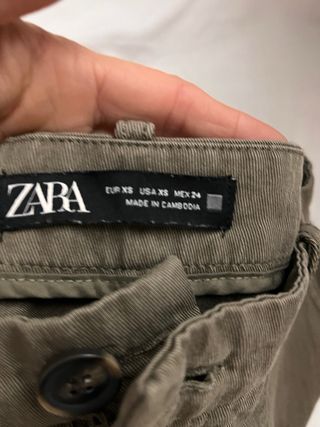 ZARA
EUR XS USA XS MEX 24
MADE IN CAMBODIA